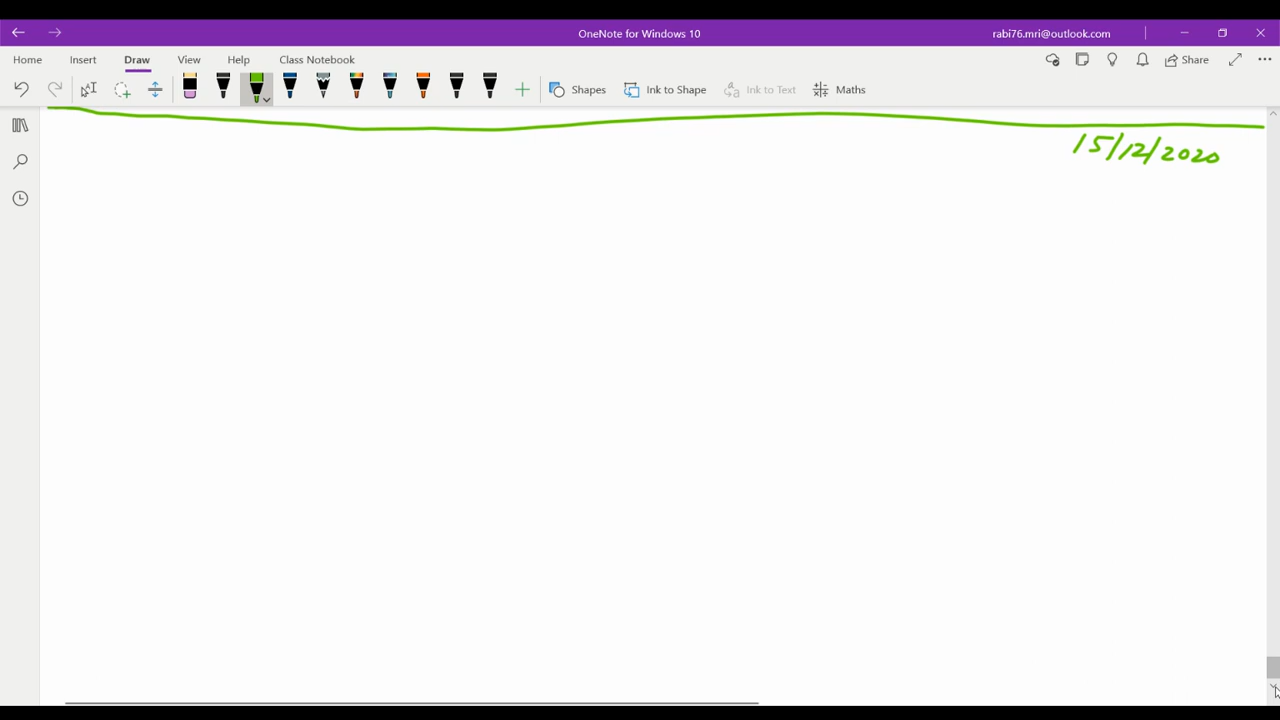 OneNote for Windows 10
rabi76.mri@outlook.com
Home Insert Draw View Help Class Notebook
Share
Shapes Ink to Shape Ink to Text Maths
15/12/2020